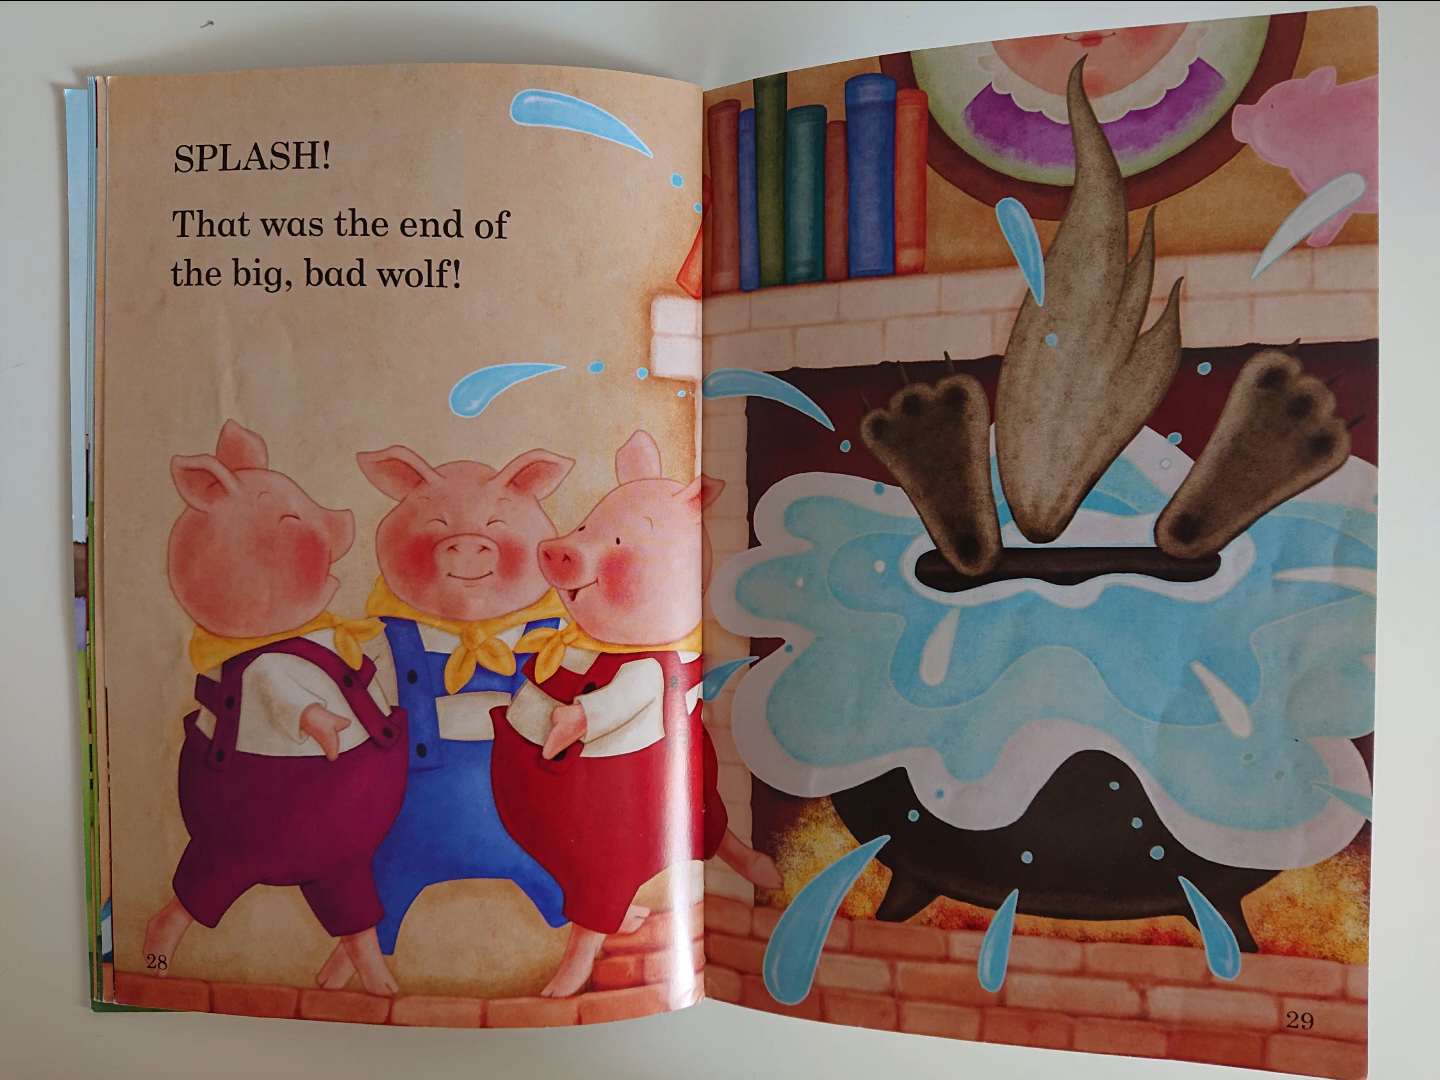 SPLASH!
That was the end of
the big, bad wolf!
28
29